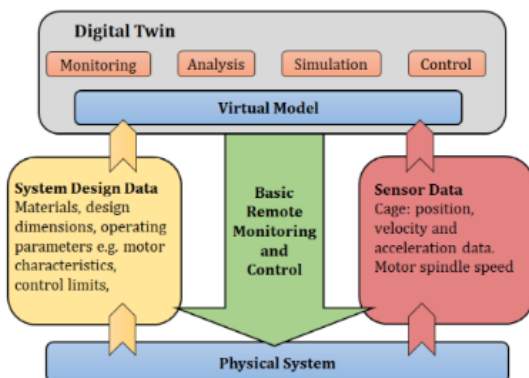 Digital Twin
Monitoring
Analysis
Simulation
Control
Virtual Model
System Design Data
Materials, design
dimensions, operating
parameters e.g. motor
characteristics,
control limits,
Basic
Remote
Monitoring
and
Control
Sensor Data
Cage: position,
velocity and
acceleration data.
Motor spindle speed
Physical System